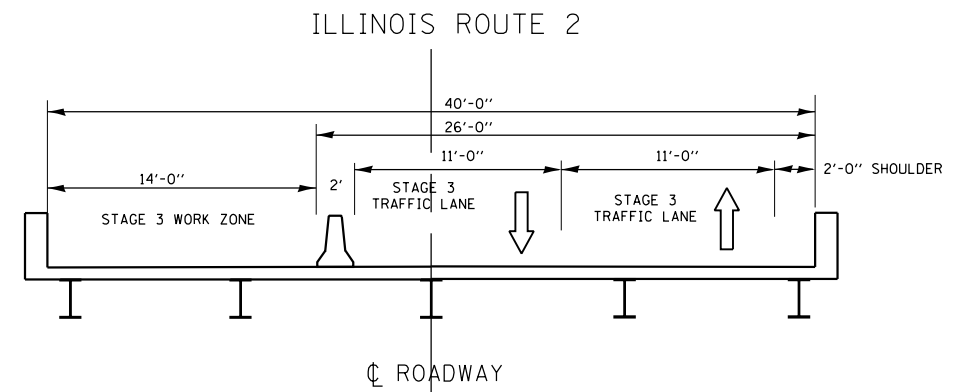 ILLINOIS ROUTE 2
40'-0''
26'-0''
11'-0''
11'-0''
2'-0'' SHOULDER
14'-0''
2'
STAGE 3
TRAFFIC LANE
STAGE 3
TRAFFIC LANE
STAGE 3 WORK ZONE
℄ ROADWAY